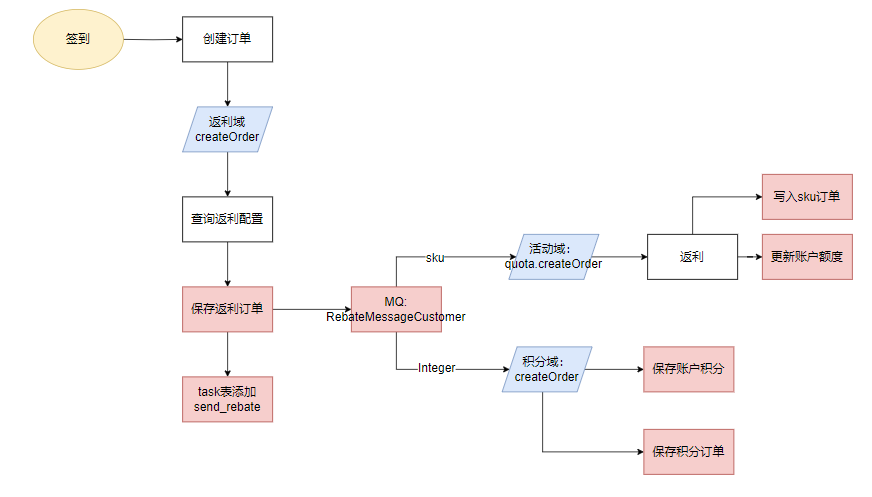 签到
创建订单
返利域
createOrder
查询返利配置
写入sku订单
sku
活动域：
quota.createOrder
返利
更新账户额度
保存返利订单
MQ:
RebateMessageCustomer
Integer
积分域：
createOrder
保存账户积分
task表添加
send_rebate
保存积分订单